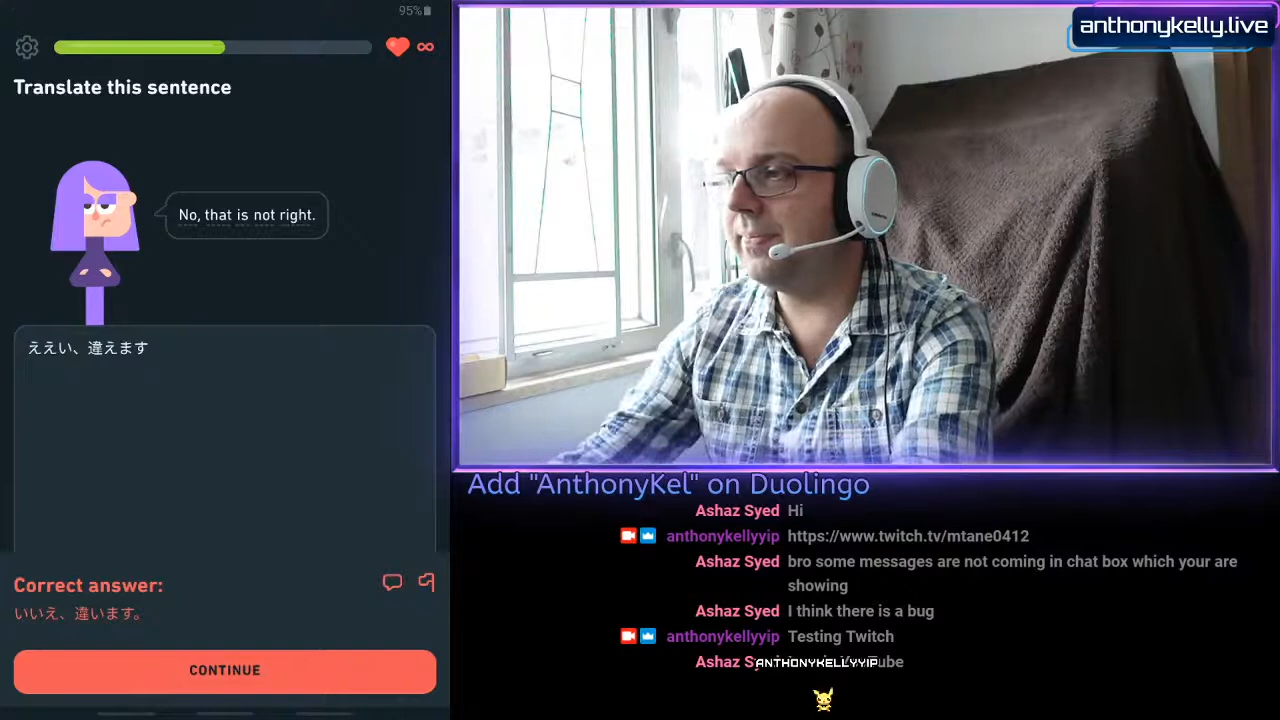 95%
anthonykelly.live
Translate this sentence
No, that is not right.
ええい、違えます
Correct answer:
いいえ、違います。
CONTINUE
Add "AnthonyKel" on Duolingo
Ashaz Syed Hi
anthonykellyyip https://www.twitch.tv/mtane0412
Ashaz Syed bro some messages are not coming in chat box which your are
showing
Ashaz Syed I think there is a bug
anthonykellyyip Testing Twitch
Ashaz
ANTHONYKELLYYIP